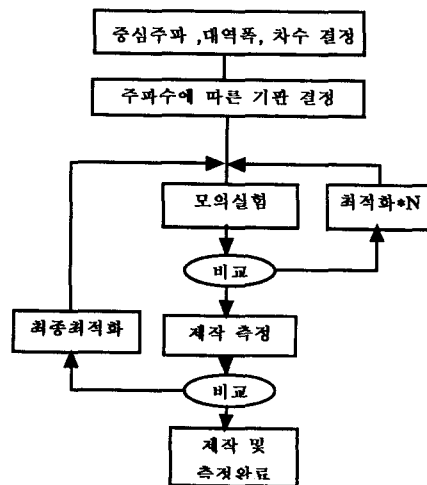 중심주파 ,대역폭, 차수 결정
주파수에 따른 기판 결정
모의실험
최적화*N
비교
최종최적화
제작 측정
비교
제작 및
측정완료